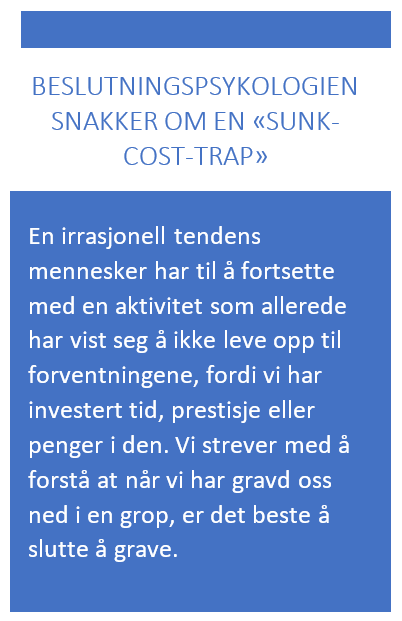 BESLUTNINGSPSYKOLOGIEN
SNAKKER OM EN «SUNK-
COST-TRAP»
En irrasjonell tendens
mennesker har til å fortsette
med en aktivitet som allerede
har vist seg å ikke leve opp til
forventningene, fordi vi har
investert tid, prestisje eller
penger i den. Vi strever med å
forstå at når vi har gravd oss
ned i en grop, er det beste å
slutte å grave.